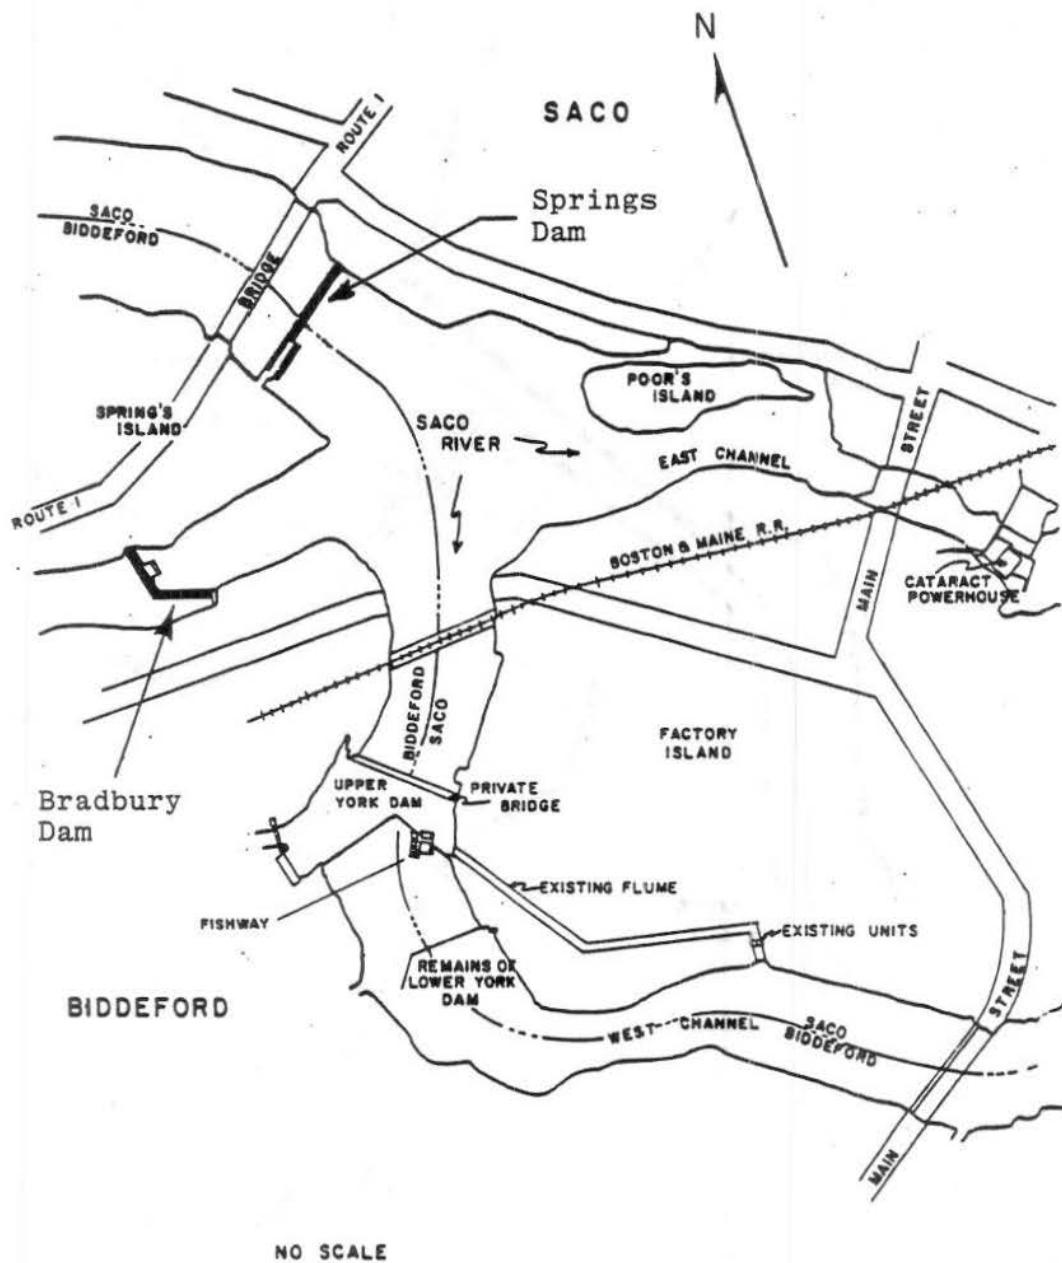 N
SACO
ROUTE 1
Springs
Dam
SACO
BIDDEFORD
BRIDGE
POOR'S
ISLAND
SPRING'S
ISLAND
SACO
RIVER
EAST CHANNEL
STREET
ROUTE 1
BOSTON & MAINE R.R.
MAIN
CATARACT
POWERHOUSE
BIDDEFORD
SACO
FACTORY
ISLAND
Bradbury
Dam
UPPER
YORK DAM
PRIVATE
BRIDGE
EXISTING FLUME
FISHWAY
EXISTING UNITS
REMAINS OF
LOWER YORK
DAM
BIDDEFORD
WEST CHANNEL
SACO
BIDDEFORD
STREET
MAIN
NO SCALE